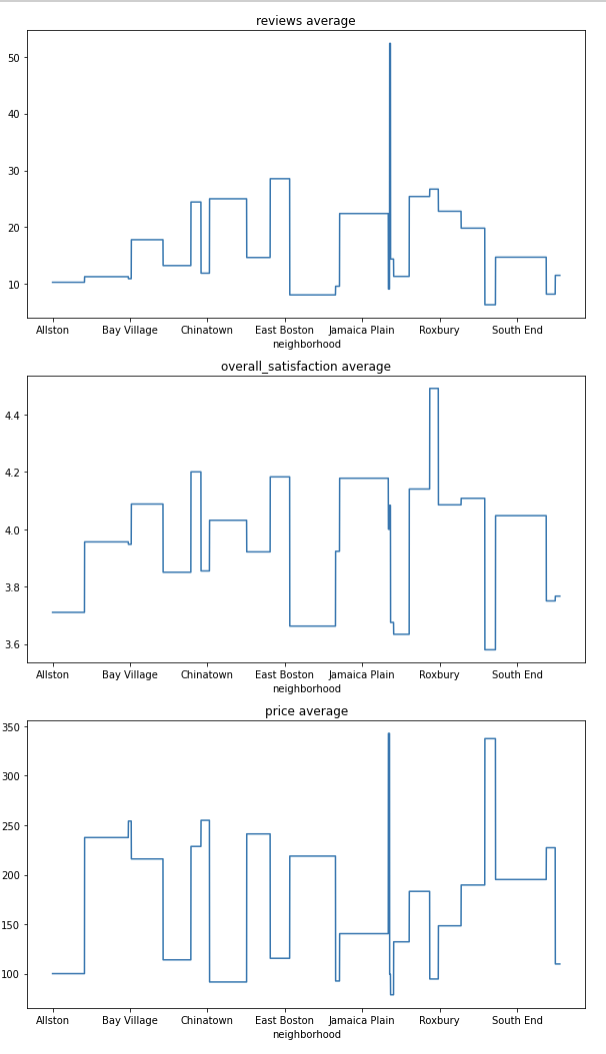 reviews average
50
40
30
20
10
Allston Bay Village Chinatown East Boston Jamaica Plain Roxbury South End
neighborhood
overall_satisfaction average
4.4
4.2
4.0
3.8
3.6
Allston Bay Village Chinatown East Boston Jamaica Plain Roxbury South End
neighborhood
price average
350
300
250
200
150
100
Allston Bay Village Chinatown East Boston Jamaica Plain Roxbury South End
neighborhood